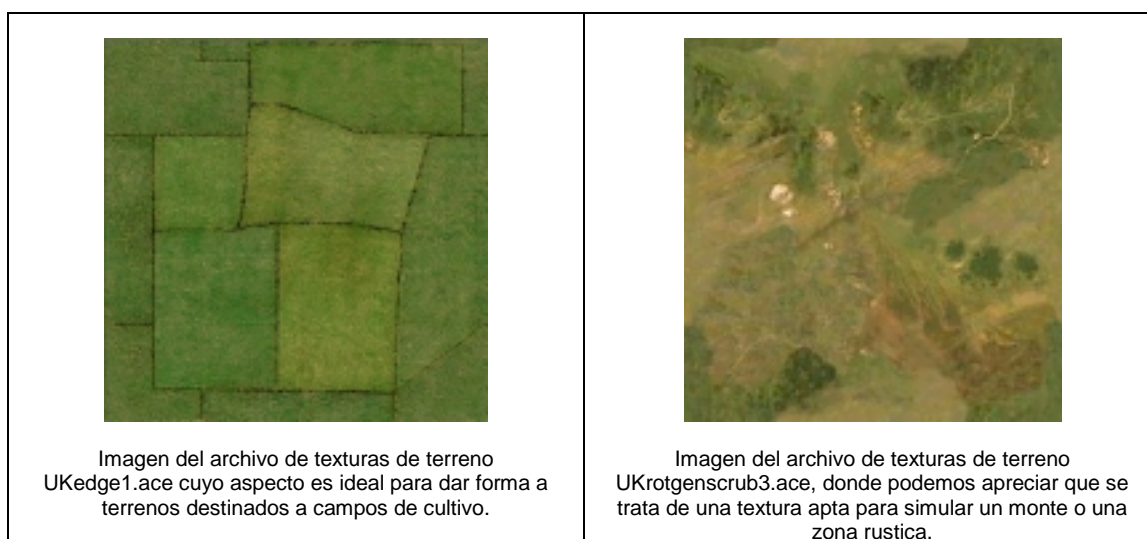 Imagen del archivo de texturas de terreno
UKedge1.ace cuyo aspecto es ideal para dar forma a
terrenos destinados a campos de cultivo.
Imagen del archivo de texturas de terreno
UKrotgenscrub3.ace, donde podemos apreciar que se
trata de una textura apta para simular un monte o una
zona rustica.